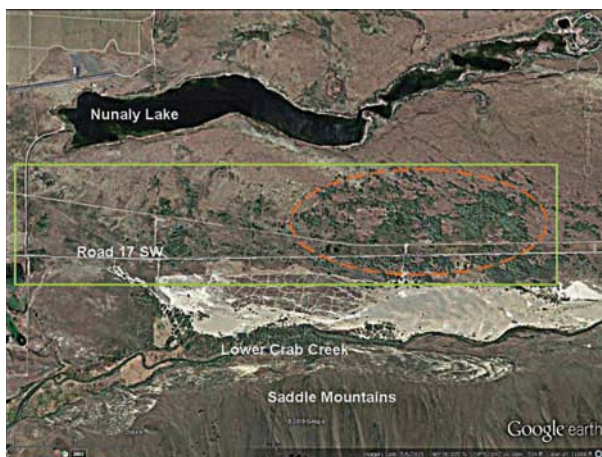 Nunaly Lake
Road 17 SW
Lower Crab Creek
Saddle Mountains
Google earth